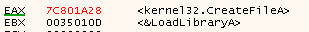 EAX 7C801A28 <kernel32.CreateFileA>
EBX 0035010D <&LoadLibraryA>